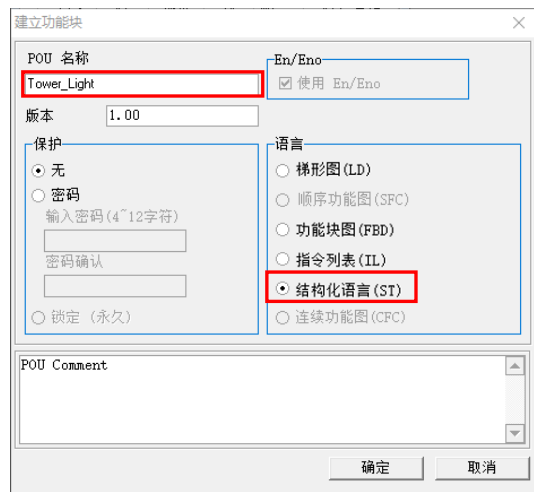 建立功能块
POU 名称
Tower_Light
En/Eno
使用 En/Eno
版本
1.00
保护
无
密码
输入密码(4~12字符)
密码确认
锁定 (永久)
语言
梯形图(LD)
顺序功能图(SFC)
功能块图(FBD)
指令列表(IL)
结构化语言(ST)
连续功能图(CFC)
POU Comment
确定
取消